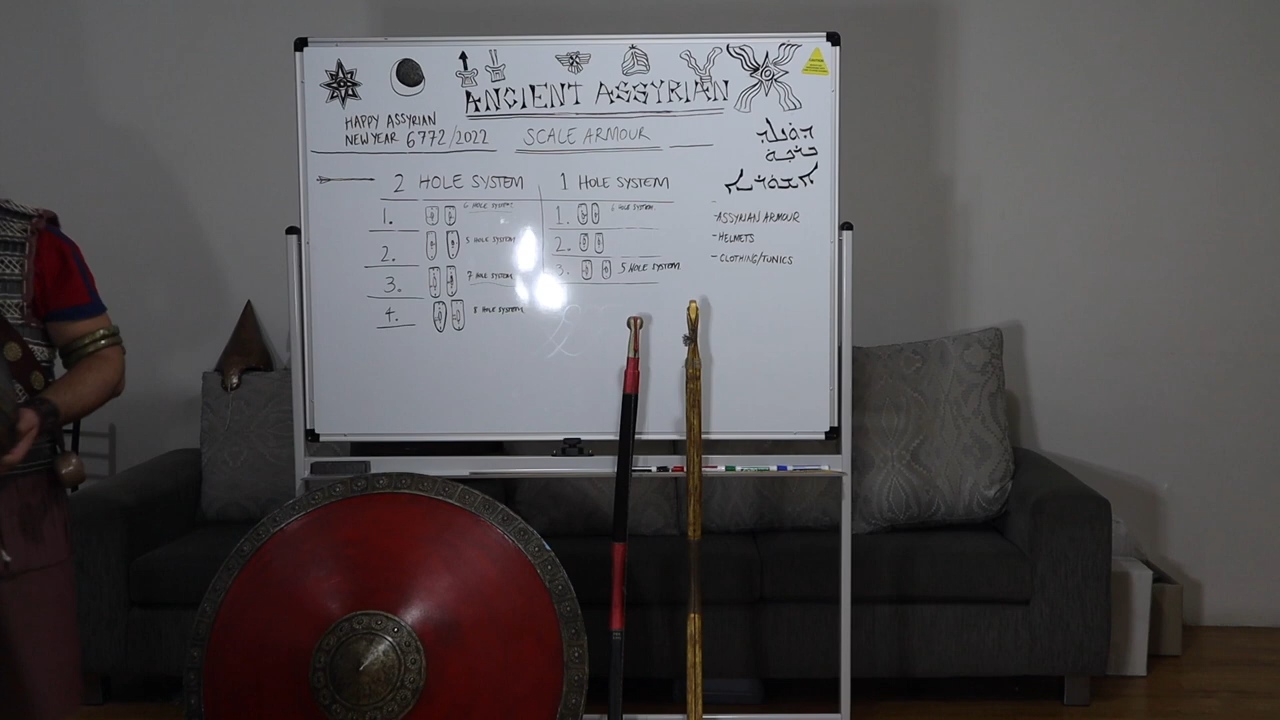 ANCIENT ASSYRIAN
HAPPY ASSYRIAN
NEW YEAR 6772/2022
SCALE ARMOUR
2 HOLE SYSTEM
1. 6 HOLE SYSTEM
2. 5 HOLE SYSTEM
3. 7 HOLE SYSTEM
4. 8 HOLE SYSTEM
1 HOLE SYSTEM
1. 6 HOLE SYSTEM
2.
3. 5 HOLE SYSTEM
-ASSYRIAN ARMOUR
-HELMETS
-CLOTHING/TUNICS